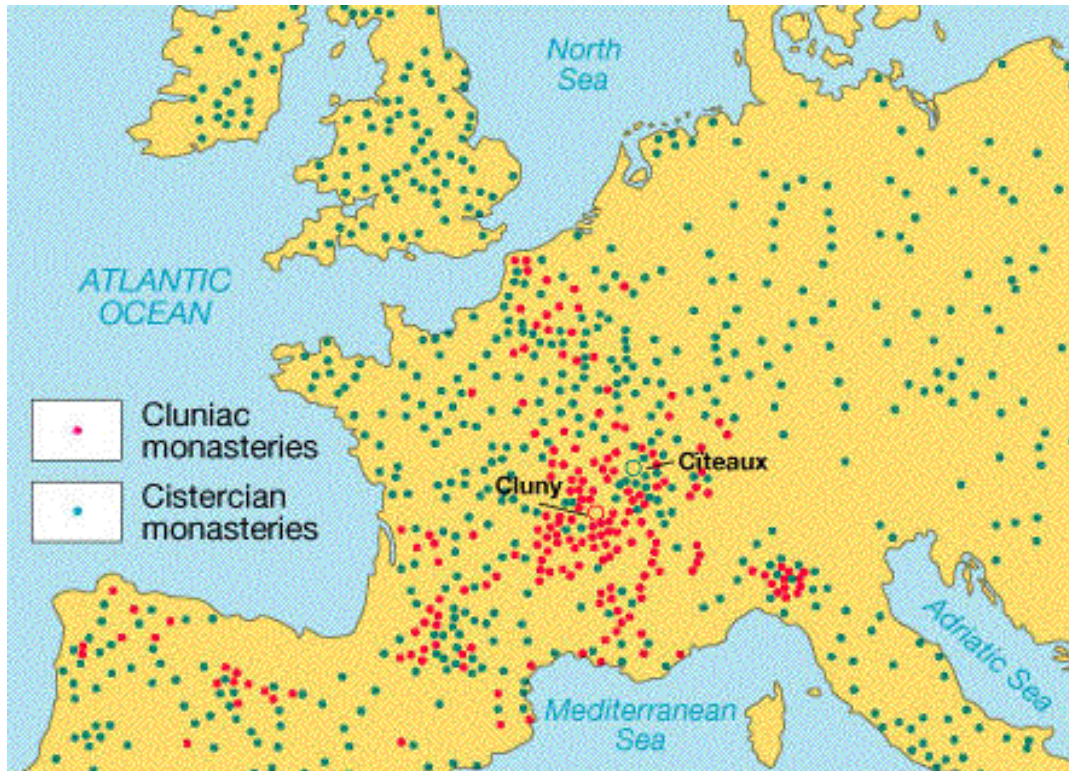 North
Sea
ATLANTIC
OCEAN
Cluniac
monasteries
Cistercian
monasteries
Citeaux
Cluny
Adriatic Sea
Mediterranean
Sea